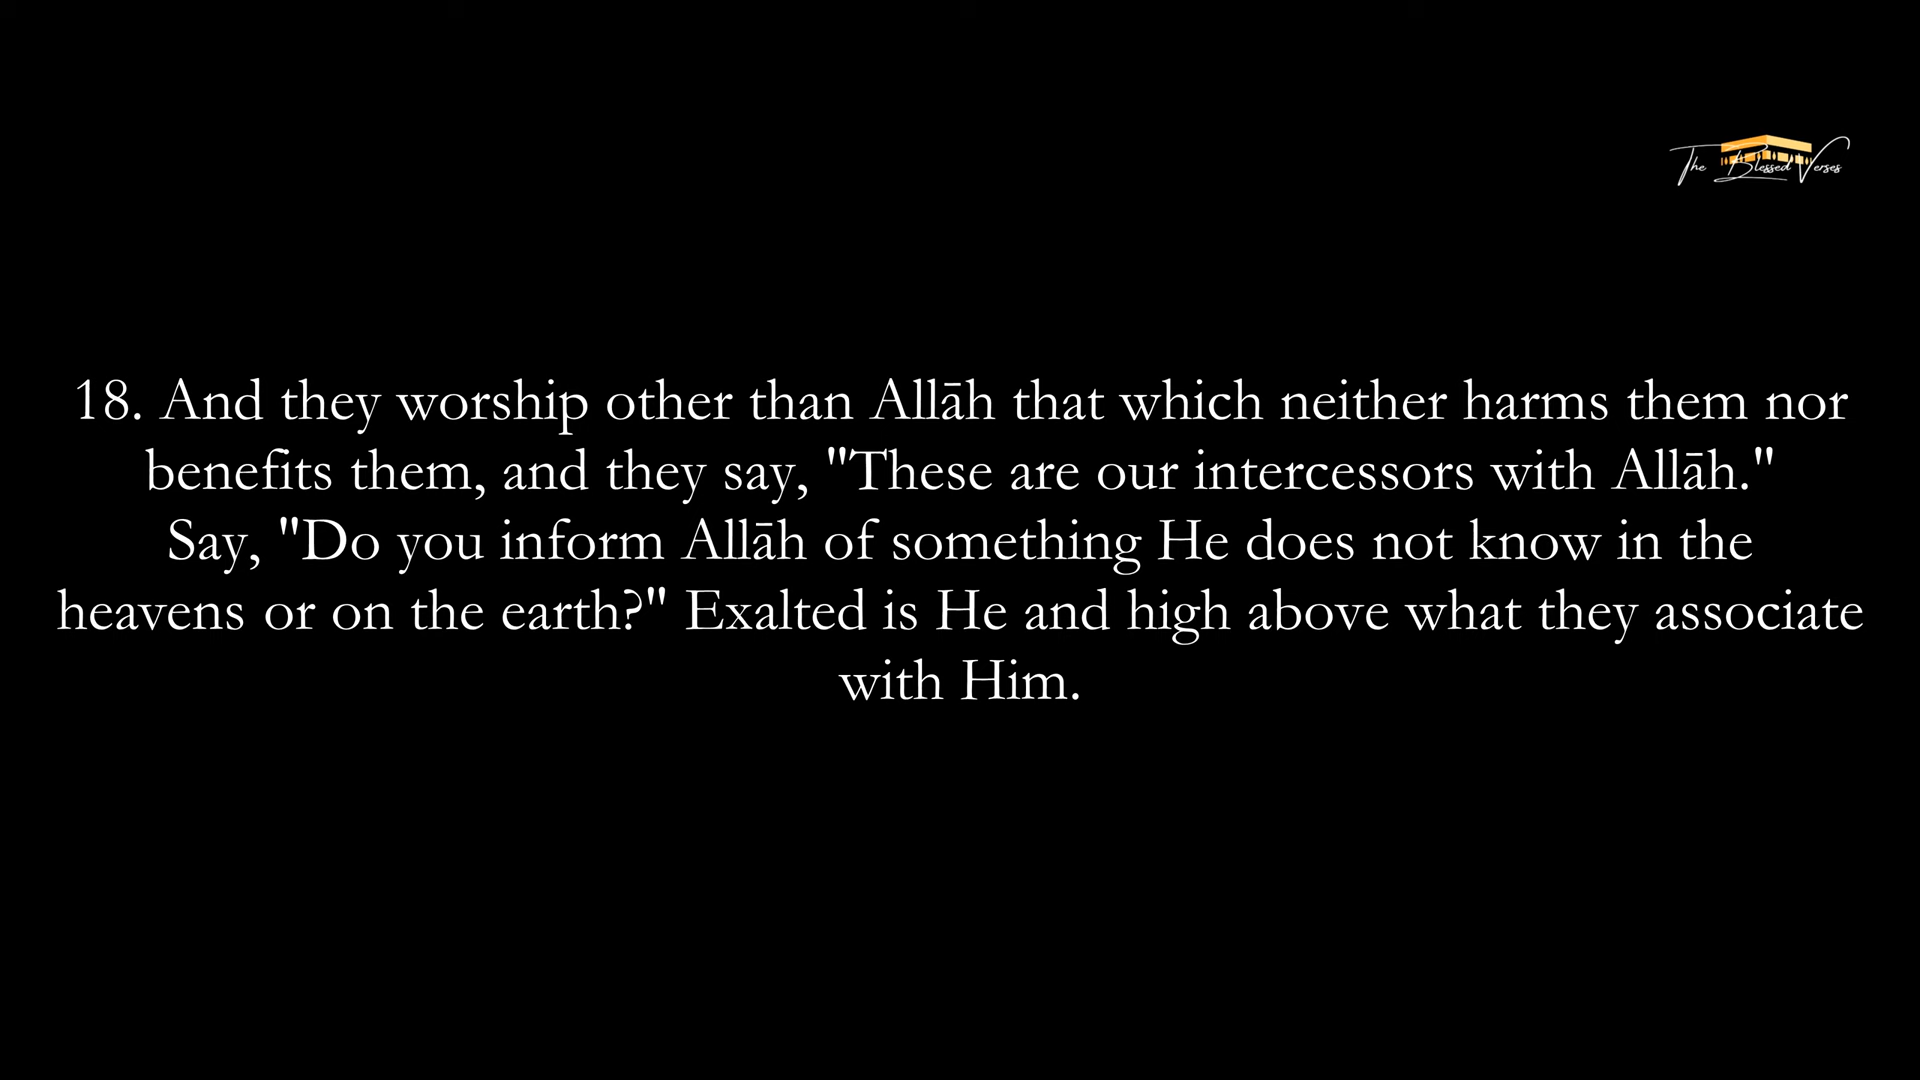 The Blessed Verses
18. And they worship other than Allāh that which neither harms them nor
benefits them, and they say, "These are our intercessors with Allāh."
Say, "Do you inform Allāh of something He does not know in the
heavens or on the earth?" Exalted is He and high above what they associate
with Him.